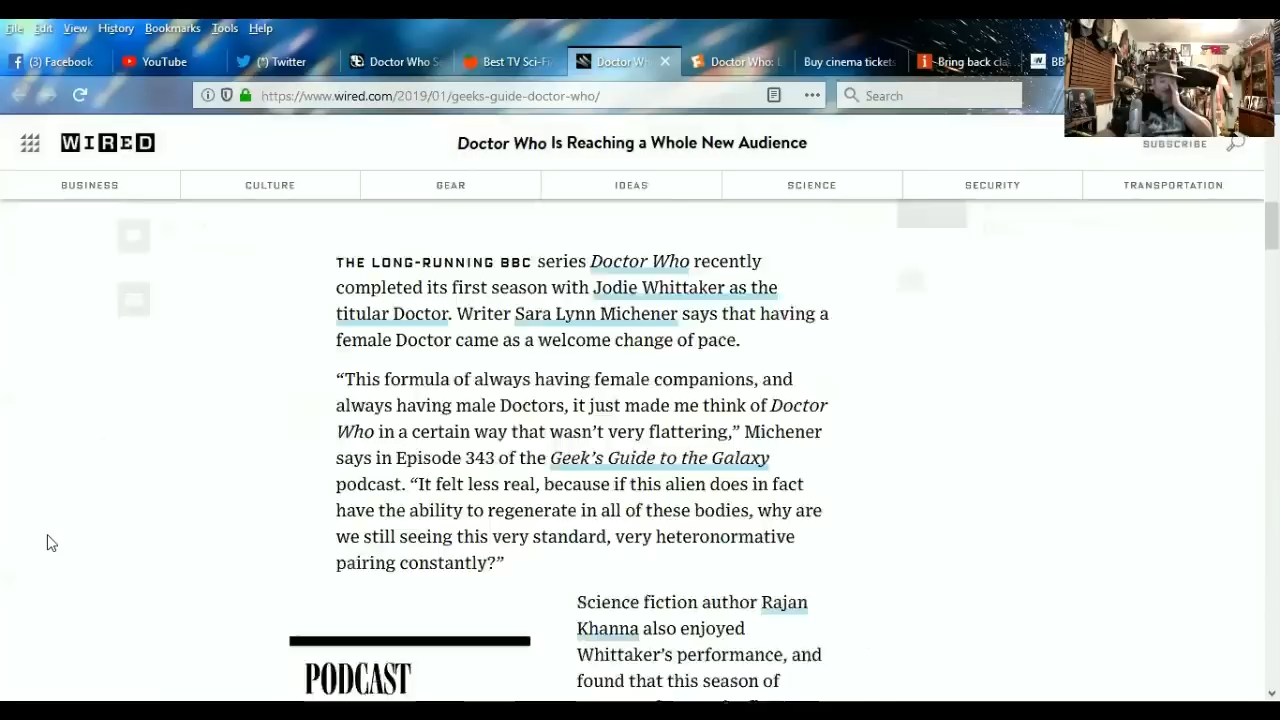 File Edit View History Bookmarks Tools Help
(3) Facebook YouTube (*) Twitter Doctor Who Se Best TV Sci-Fi Doctor Wh Doctor Who: L Buy cinema tickets Bring back cla BB
https://www.wired.com/2019/01/geeks-guide-doctor-who/ Search
WIRED Doctor Who Is Reaching a Whole New Audience SUBSCRIBE
BUSINESS CULTURE GEAR IDEAS SCIENCE SECURITY TRANSPORTATION
THE LONG-RUNNING BBC series Doctor Who recently
completed its first season with Jodie Whittaker as the
titular Doctor. Writer Sara Lynn Michener says that having a
female Doctor came as a welcome change of pace.
“This formula of always having female companions, and
always having male Doctors, it just made me think of Doctor
Who in a certain way that wasn’t very flattering,” Michener
says in Episode 343 of the Geek’s Guide to the Galaxy
podcast. “It felt less real, because if this alien does in fact
have the ability to regenerate in all of these bodies, why are
we still seeing this very standard, very heteronormative
pairing constantly?”
Science fiction author Rajan
Khanna also enjoyed
Whittaker’s performance, and
found that this season of
PODCAST